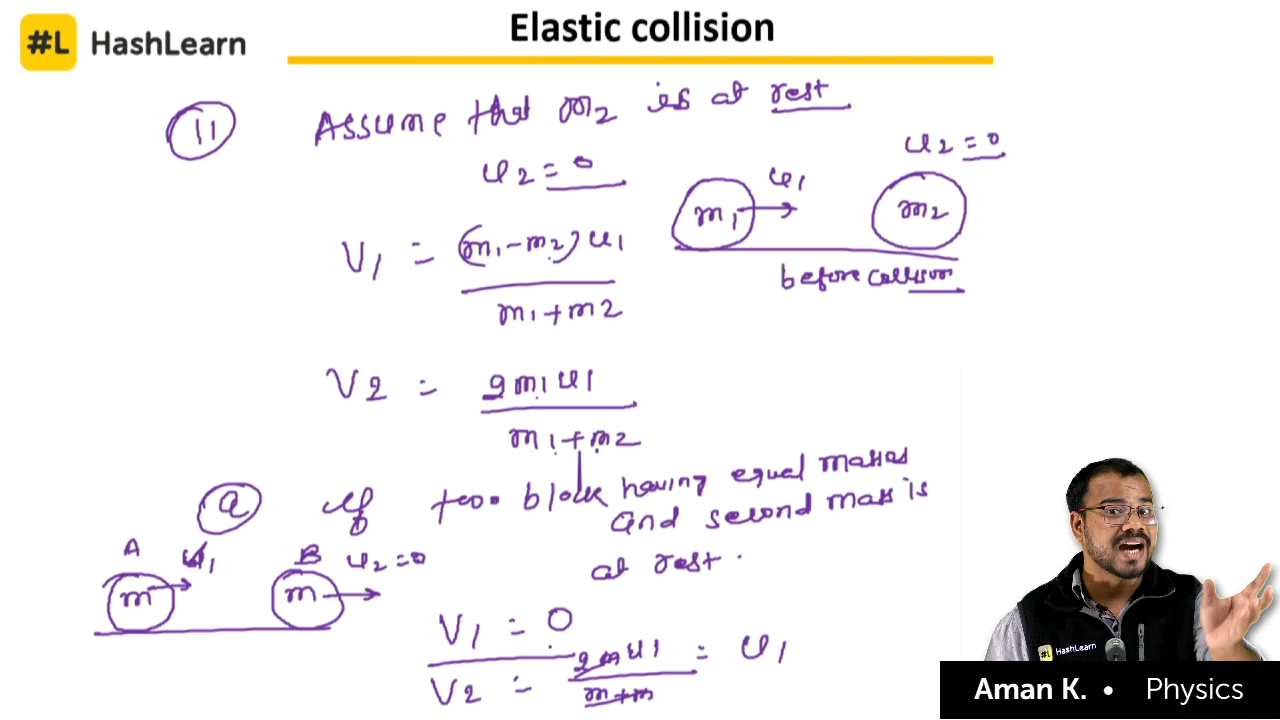 #L HashLearn
Elastic collision
11 Assume that m2 is at rest
u2 = 0
u2 = 0
m1 u1 m2
V1 = (m1-m2)u1
m1+m2
before collision
V2 = 2m1u1
m1+m2
a if two block having equal masses
and second mass is
at rest.
A u1 B u2=0
m m
V1 = 0
V2 = 2mu1 = u1
m+m
#L HashLearn
Aman K. • Physics